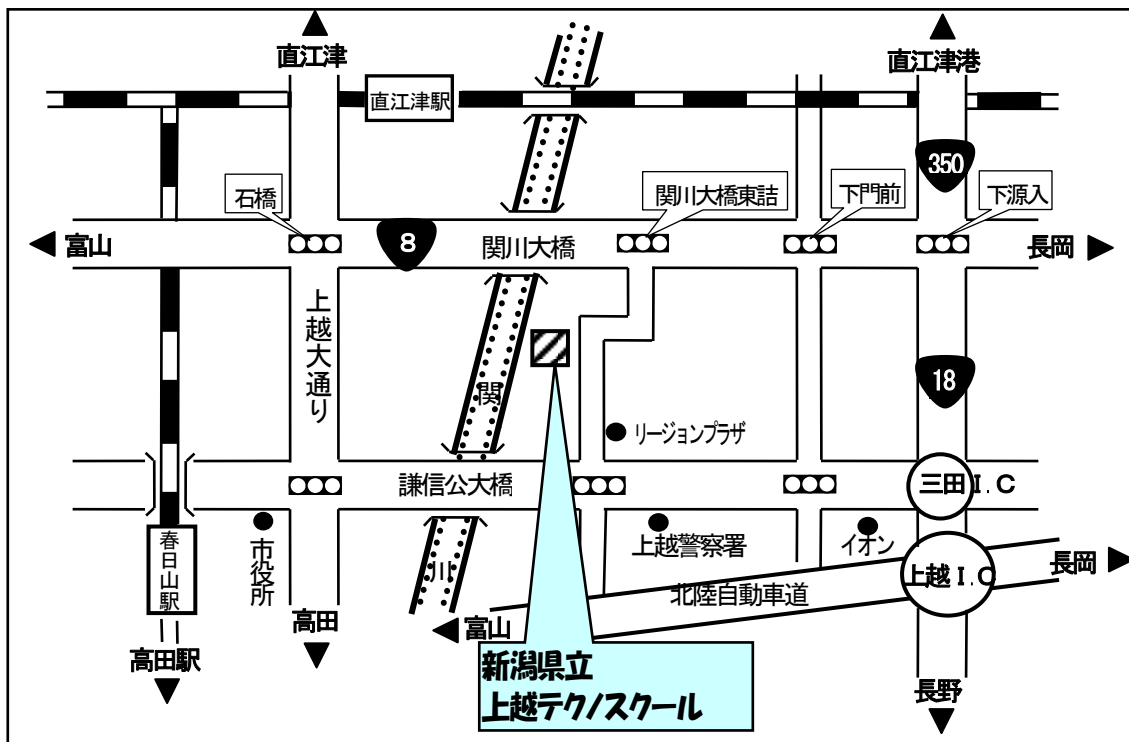 直江津
直江津港
直江津駅
350
石橋
関川大橋東詰
下門前
下源入
富山
8
関川大橋
長岡
上越大通り
関
18
リージョンプラザ
謙信公大橋
三田I.C
春日山駅
市役所
川
上越警察署
イオン
上越I.C
長岡
北陸自動車道
高田
富山
高田駅
新潟県立
上越テクノスクール
長野